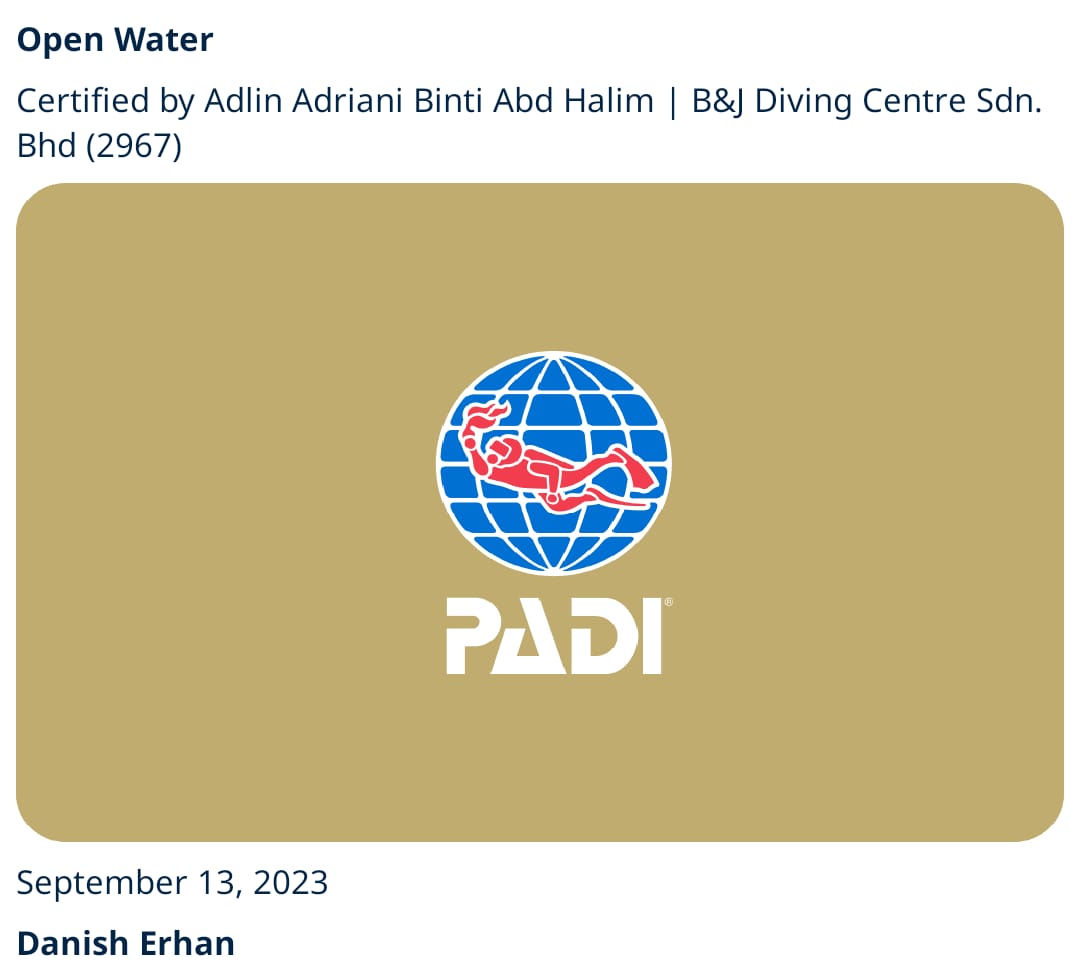 Open Water
Certified by Adlin Adriani Binti Abd Halim | B&J Diving Centre Sdn.
Bhd (2967)
PADI®
September 13, 2023
Danish Erhan